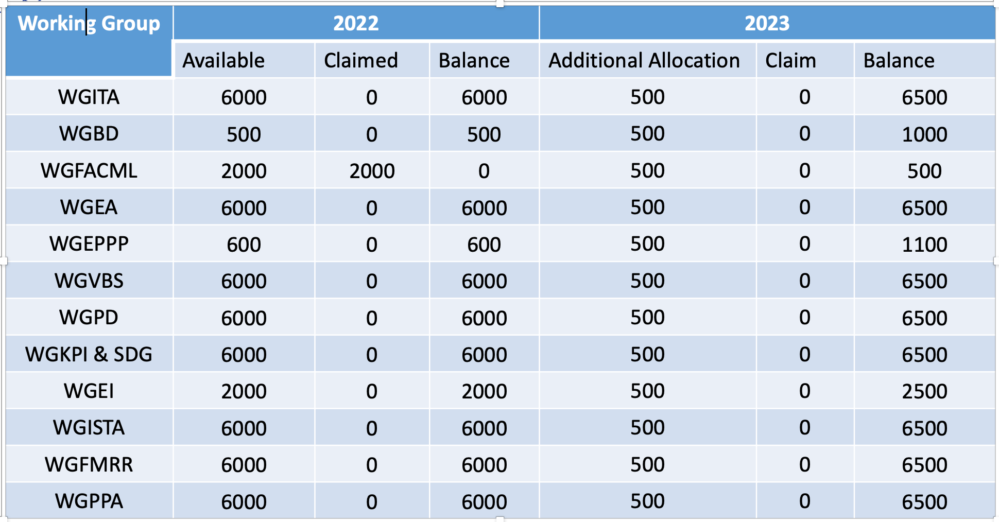 Working Group 2022 2023
Available Claimed Balance Additional Allocation Claim Balance
WGITA 6000 0 6000 500 0 6500
WGBD 500 0 500 500 0 1000
WGFACML 2000 2000 0 500 0 500
WGEA 6000 0 6000 500 0 6500
WGEPPP 600 0 600 500 0 1100
WGVBS 6000 0 6000 500 0 6500
WGPD 6000 0 6000 500 0 6500
WGKPI & SDG 6000 0 6000 500 0 6500
WGEI 2000 0 2000 500 0 2500
WGISTA 6000 0 6000 500 0 6500
WGFMRR 6000 0 6000 500 0 6500
WGPPA 6000 0 6000 500 0 6500